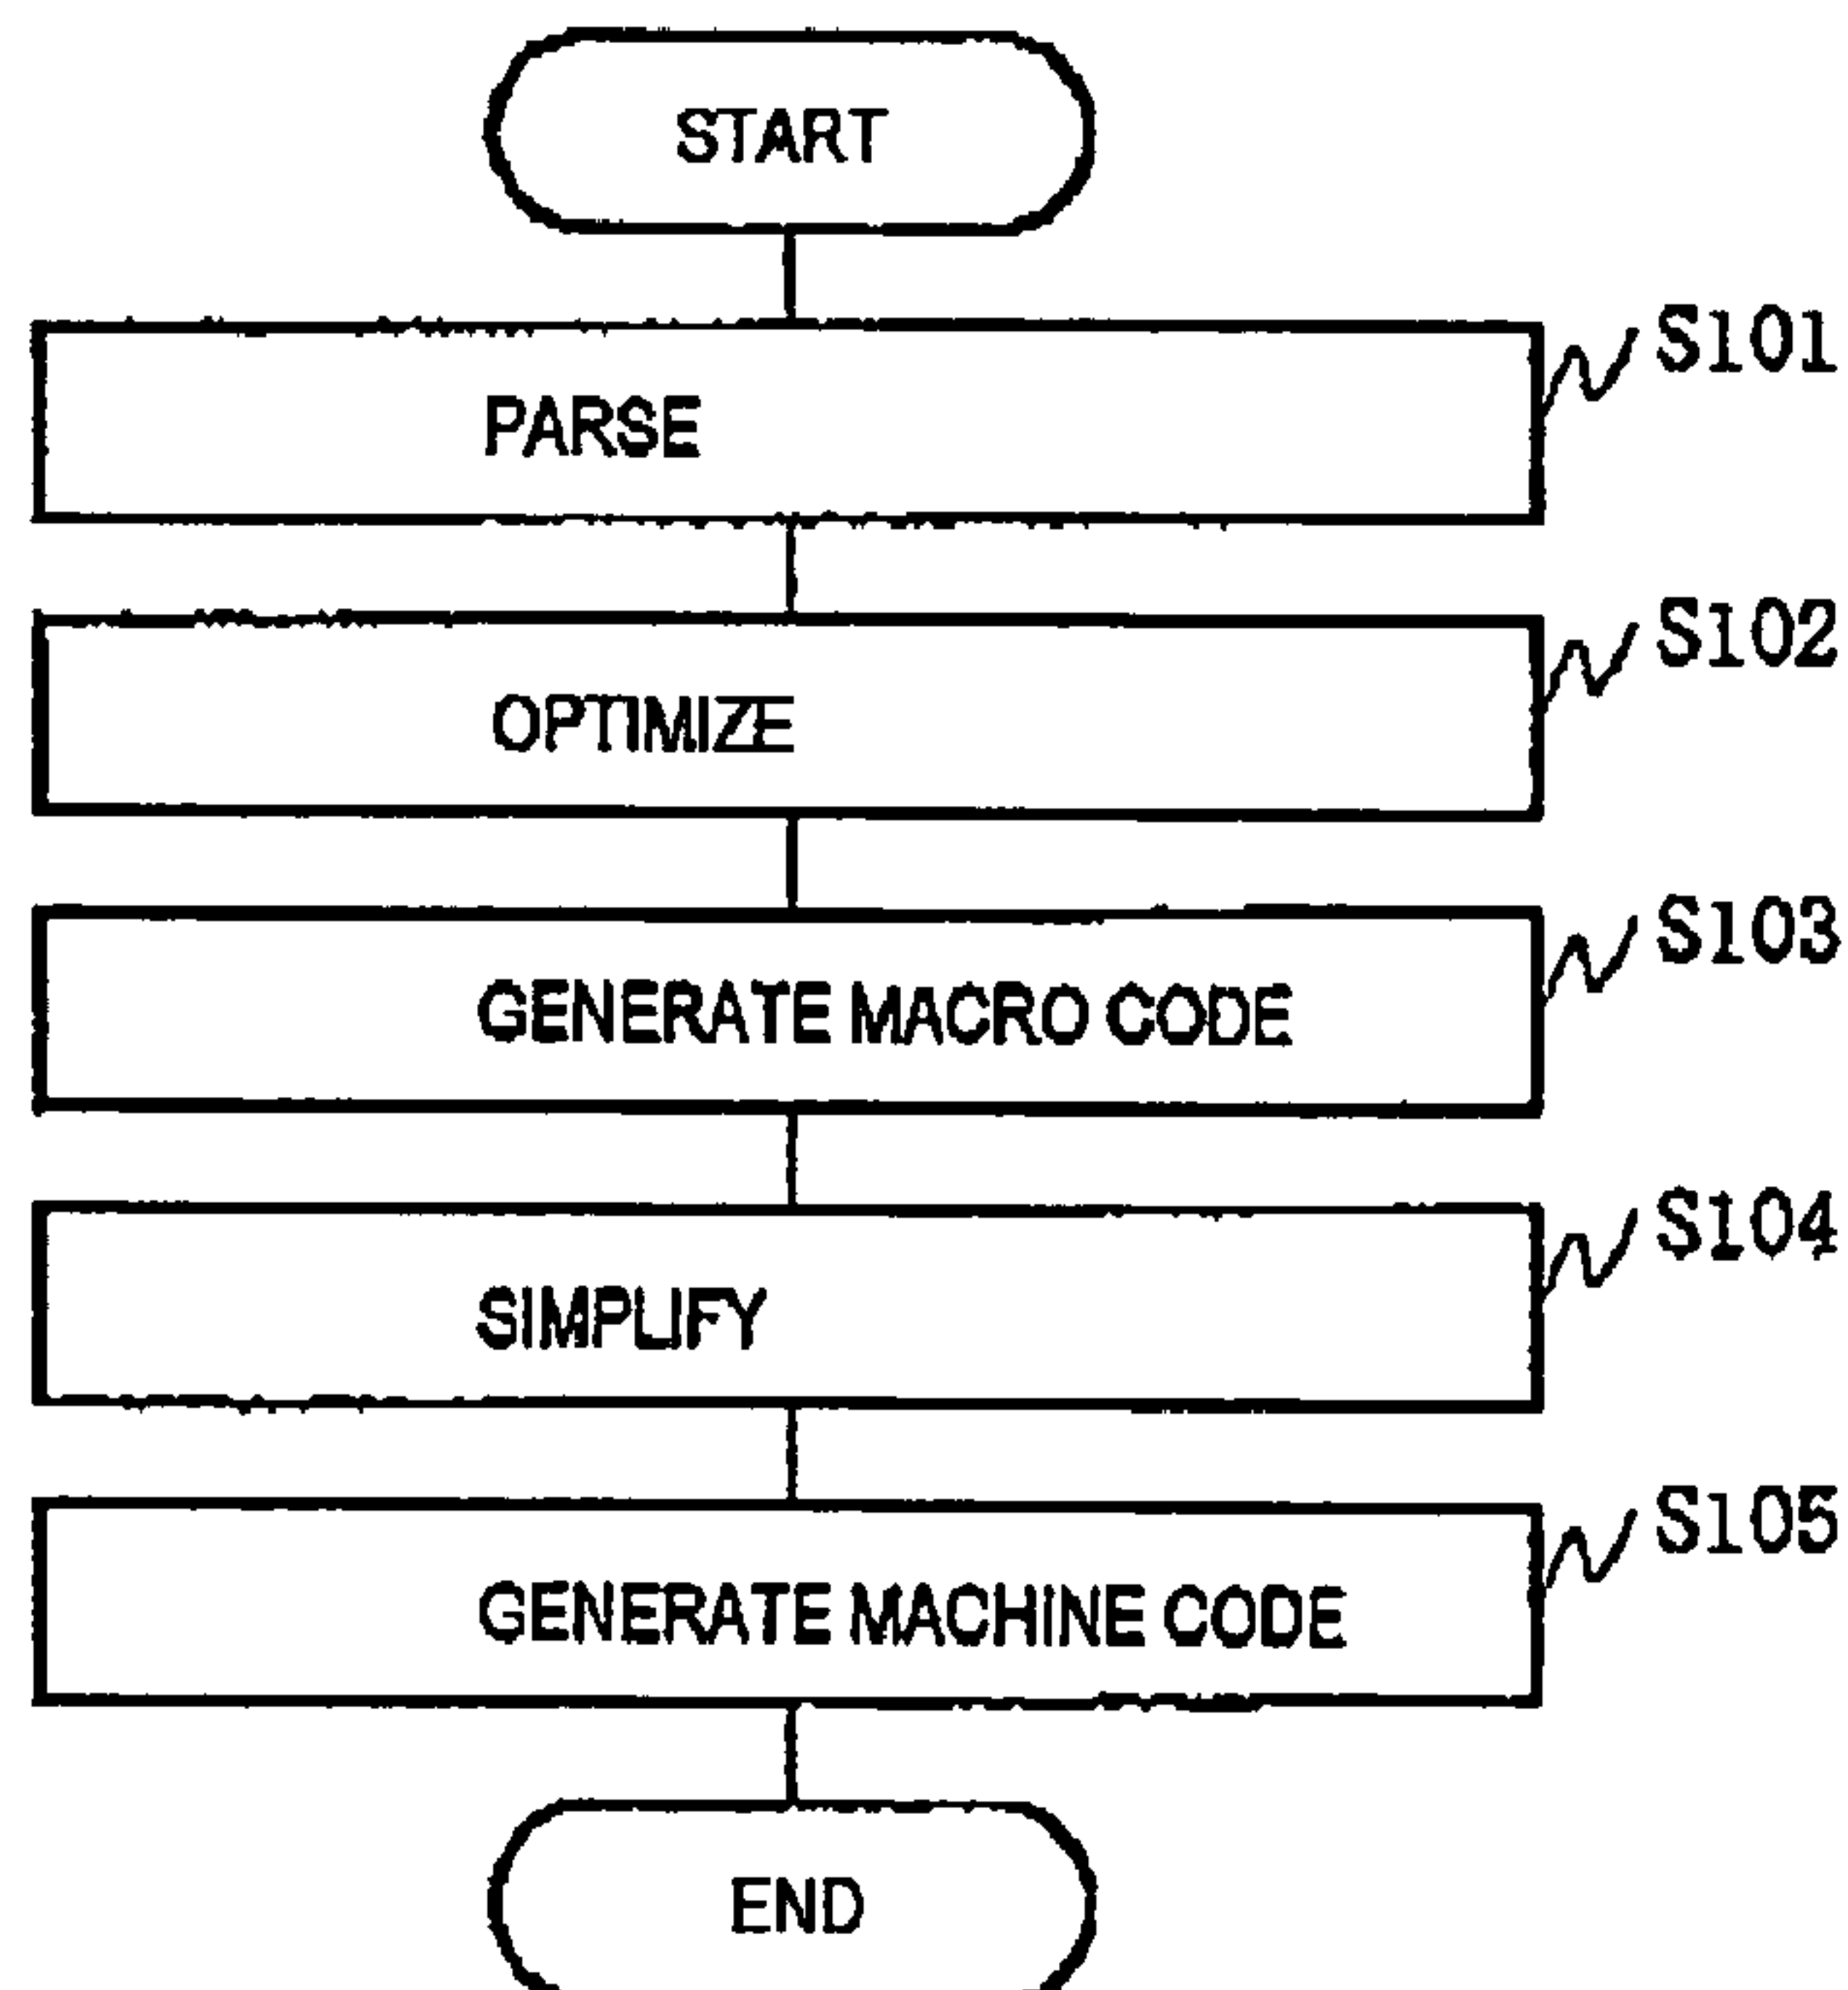 START
S101
PARSE
S102
OPTIMIZE
S103
GENERATE MACRO CODE
S104
SIMPLIFY
S105
GENERATE MACHINE CODE
END